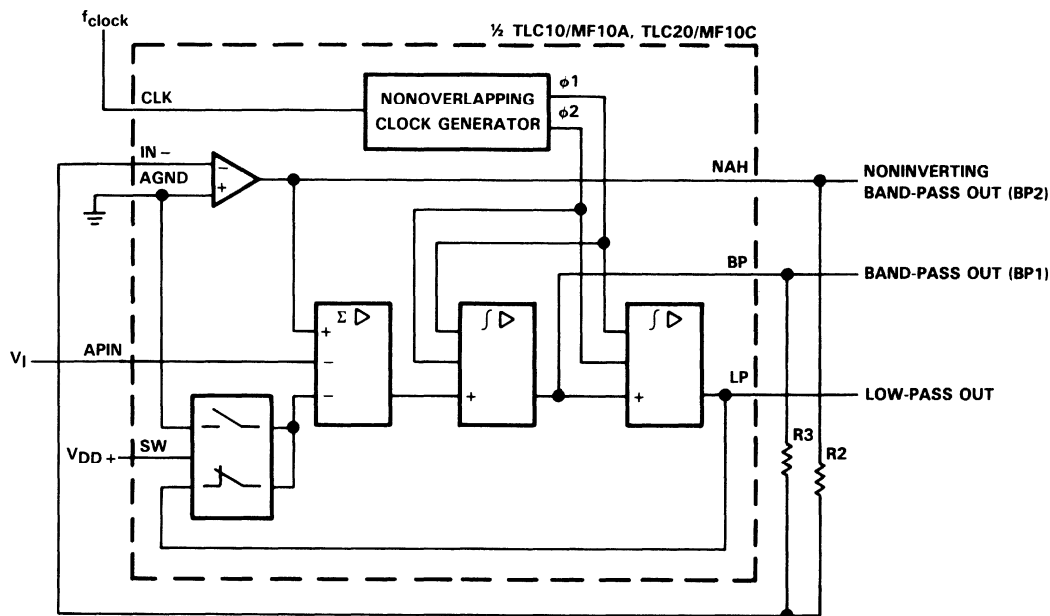 fclock
½ TLC10/MF10A, TLC20/MF10C
CLK
NONOVERLAPPING
CLOCK GENERATOR
ϕ1
ϕ2
IN −
AGND
−
+
NAH
NONINVERTING
BAND-PASS OUT (BP2)
BP
BAND-PASS OUT (BP1)
Σ ▷
∫ ▷
∫ ▷
+
VI
APIN
−
−
+
+
LP
LOW-PASS OUT
VDD +
SW
R3
R2